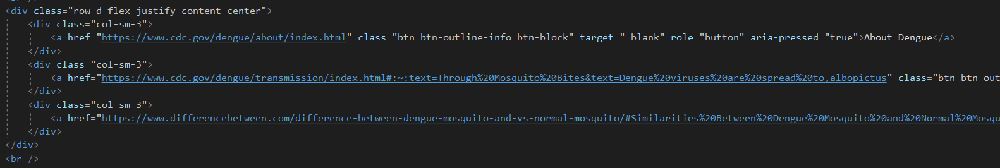 <div class="row d-flex justify-content-center">
<div class="col-sm-3">
<a href="https://www.cdc.gov/dengue/about/index.html" class="btn btn-outline-info btn-block" target="_blank" role="button" aria-pressed="true">About Dengue</a>
</div>
<div class="col-sm-3">
<a href="https://www.cdc.gov/dengue/transmission/index.html#:~:text=Through%20Mosquito%20Bites&text=Dengue%20viruses%20are%20spread%20to,albopictus" class="btn btn-out
</div>
<div class="col-sm-3">
<a href="https://www.differencebetween.com/difference-between-dengue-mosquito-and-vs-normal-mosquito/#Similarities%20Between%20Dengue%20Mosquito%20and%20Normal%20Mosqu
</div>
</div>
<br />